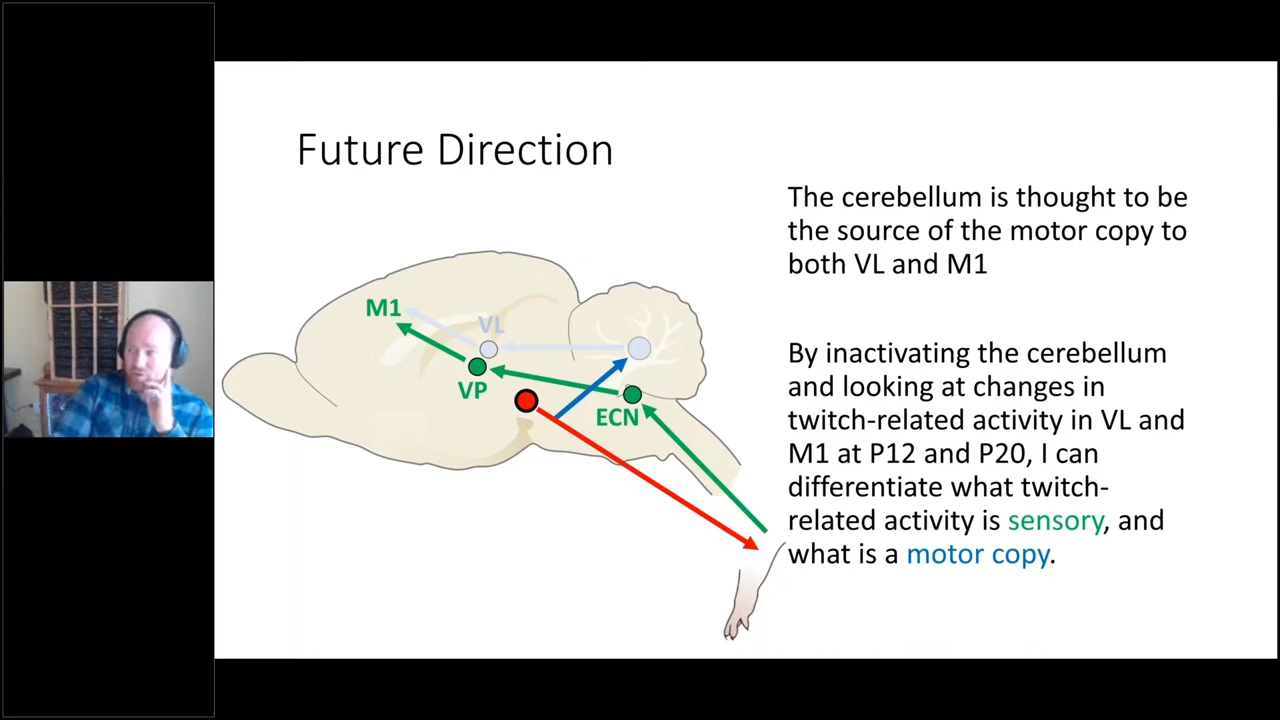 Future Direction
The cerebellum is thought to be
the source of the motor copy to
both VL and M1
M1
VL
VP
ECN
By inactivating the cerebellum
and looking at changes in
twitch-related activity in VL and
M1 at P12 and P20, I can
differentiate what twitch-
related activity is sensory, and
what is a motor copy.